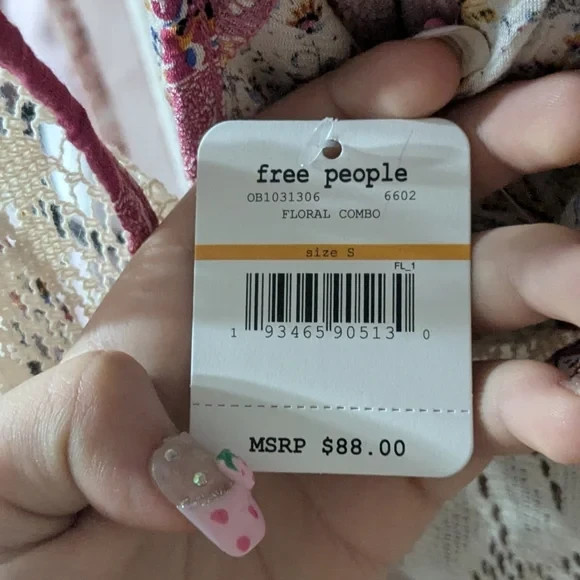 free people
OB1031306 6602
FLORAL COMBO
size S
FL_1
1 93465 90513 0
MSRP $88.00